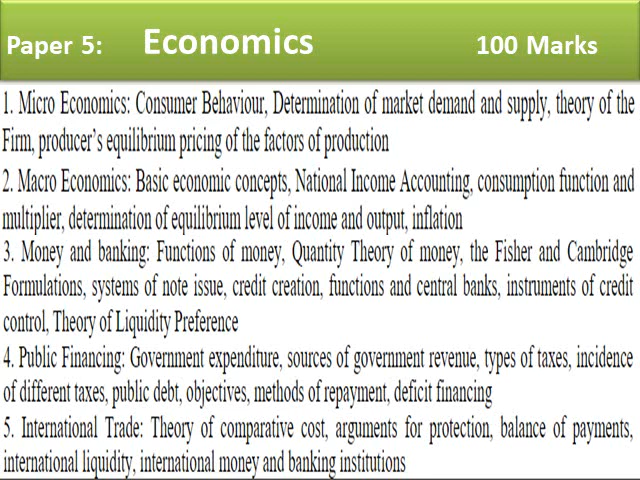 Paper 5: Economics 100 Marks
1. Micro Economics: Consumer Behaviour, Determination of market demand and supply, theory of the
Firm, producer's equilibrium pricing of the factors of production
2. Macro Economics: Basic economic concepts, National Income Accounting, consumption function and
multiplier, determination of equilibrium level of income and output, inflation
3. Money and banking: Functions of money, Quantity Theory of money, the Fisher and Cambridge
Formulations, systems of note issue, credit creation, functions and central banks, instruments of credit
control, Theory of Liquidity Preference
4. Public Financing: Government expenditure, sources of government revenue, types of taxes, incidence
of different taxes, public debt, objectives, methods of repayment, deficit financing
5. International Trade: Theory of comparative cost, arguments for protection, balance of payments,
international liquidity, international money and banking institutions